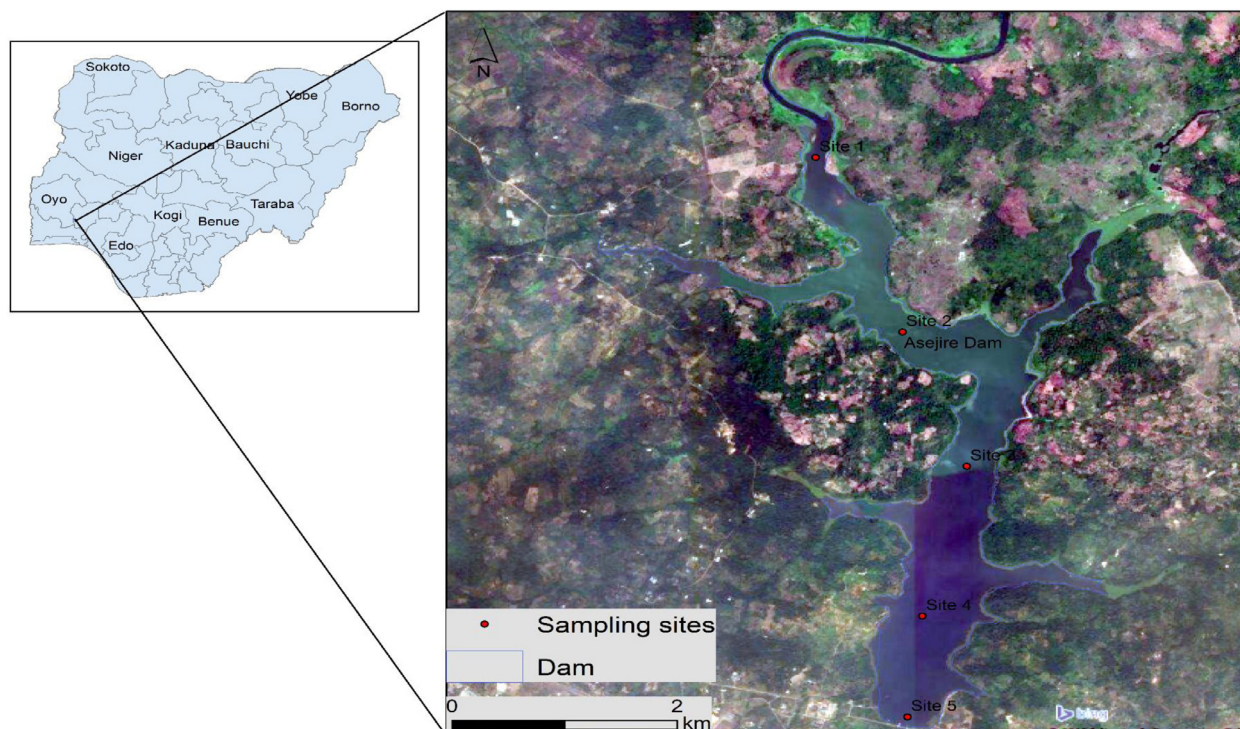 Sokoto
Yobe
Borno
Kaduna
Bauchi
Niger
Oyo
Kogi
Benue
Taraba
Edo
N
Site 1
Site 2
Asejire Dam
Site 3
Site 4
Site 5
Sampling sites
Dam
0 2
km
bing